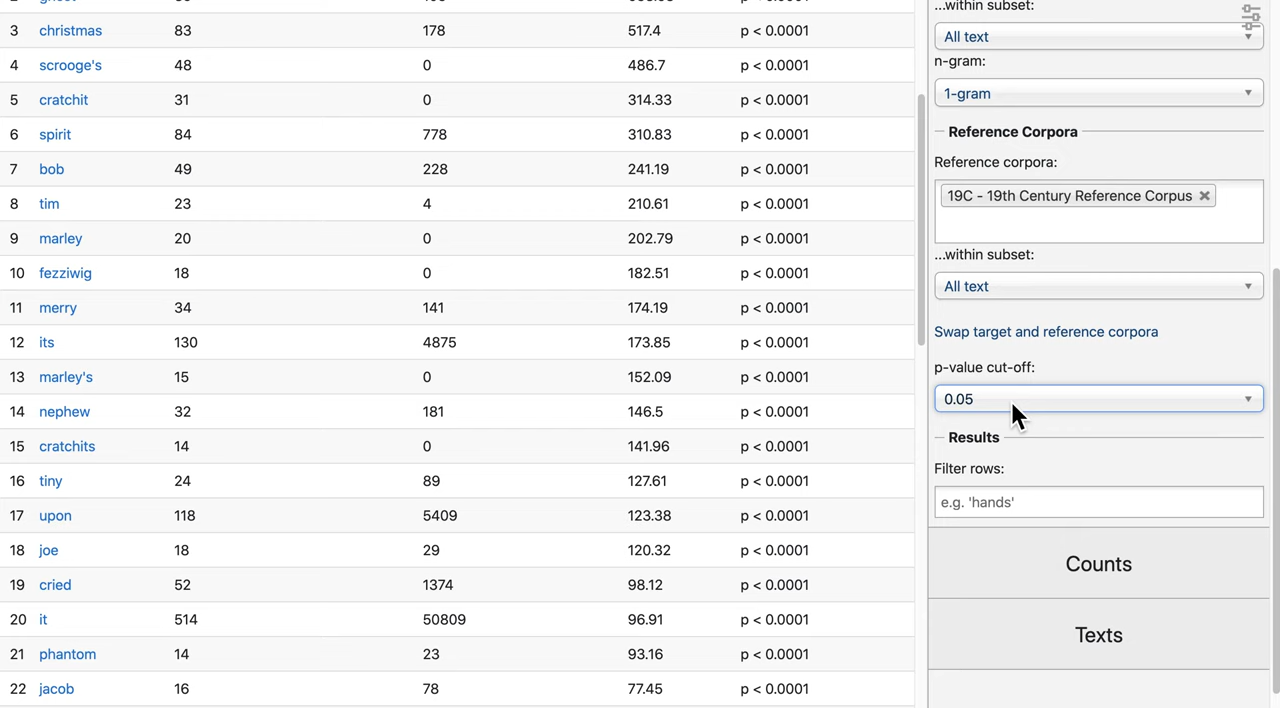 ...within subset:
3 christmas 83 178 517.4 p < 0.0001
All text
4 scrooge's 48 0 486.7 p < 0.0001
n-gram:
5 cratchit 31 0 314.33 p < 0.0001
1-gram
6 spirit 84 778 310.83 p < 0.0001
Reference Corpora
7 bob 49 228 241.19 p < 0.0001
Reference corpora:
8 tim 23 4 210.61 p < 0.0001
19C - 19th Century Reference Corpus ×
9 marley 20 0 202.79 p < 0.0001
...within subset:
10 fezziwig 18 0 182.51 p < 0.0001
All text
11 merry 34 141 174.19 p < 0.0001
Swap target and reference corpora
12 its 130 4875 173.85 p < 0.0001
p-value cut-off:
13 marley's 15 0 152.09 p < 0.0001
0.05
14 nephew 32 181 146.5 p < 0.0001
Results
15 cratchits 14 0 141.96 p < 0.0001
Filter rows:
16 tiny 24 89 127.61 p < 0.0001
e.g. 'hands'
17 upon 118 5409 123.38 p < 0.0001
18 joe 18 29 120.32 p < 0.0001
Counts
19 cried 52 1374 98.12 p < 0.0001
20 it 514 50809 96.91 p < 0.0001
Texts
21 phantom 14 23 93.16 p < 0.0001
22 jacob 16 78 77.45 p < 0.0001